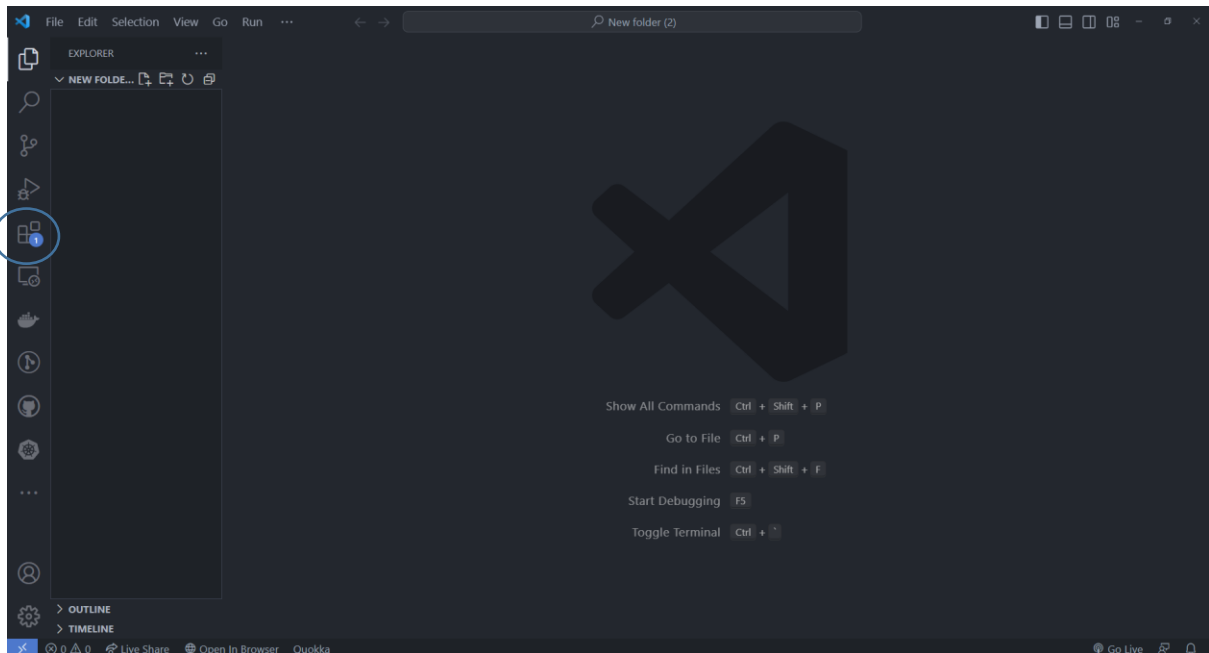 File Edit Selection View Go Run ···
New folder (2)
EXPLORER ···
NEW FOLDE...
1
Show All Commands Ctrl + Shift + P
Go to File Ctrl + P
Find in Files Ctrl + Shift + F
Start Debugging F5
Toggle Terminal Ctrl + `
OUTLINE
TIMELINE
0 0 Live Share Open In Browser Quokka Go Live